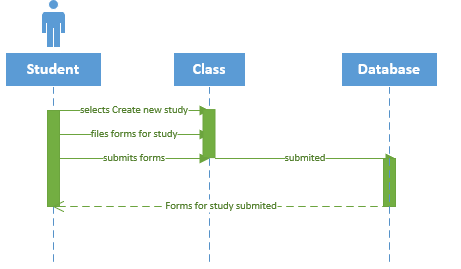 Student
Class
Database
selects Create new study
files forms for study
submits forms
submited
Forms for study submited